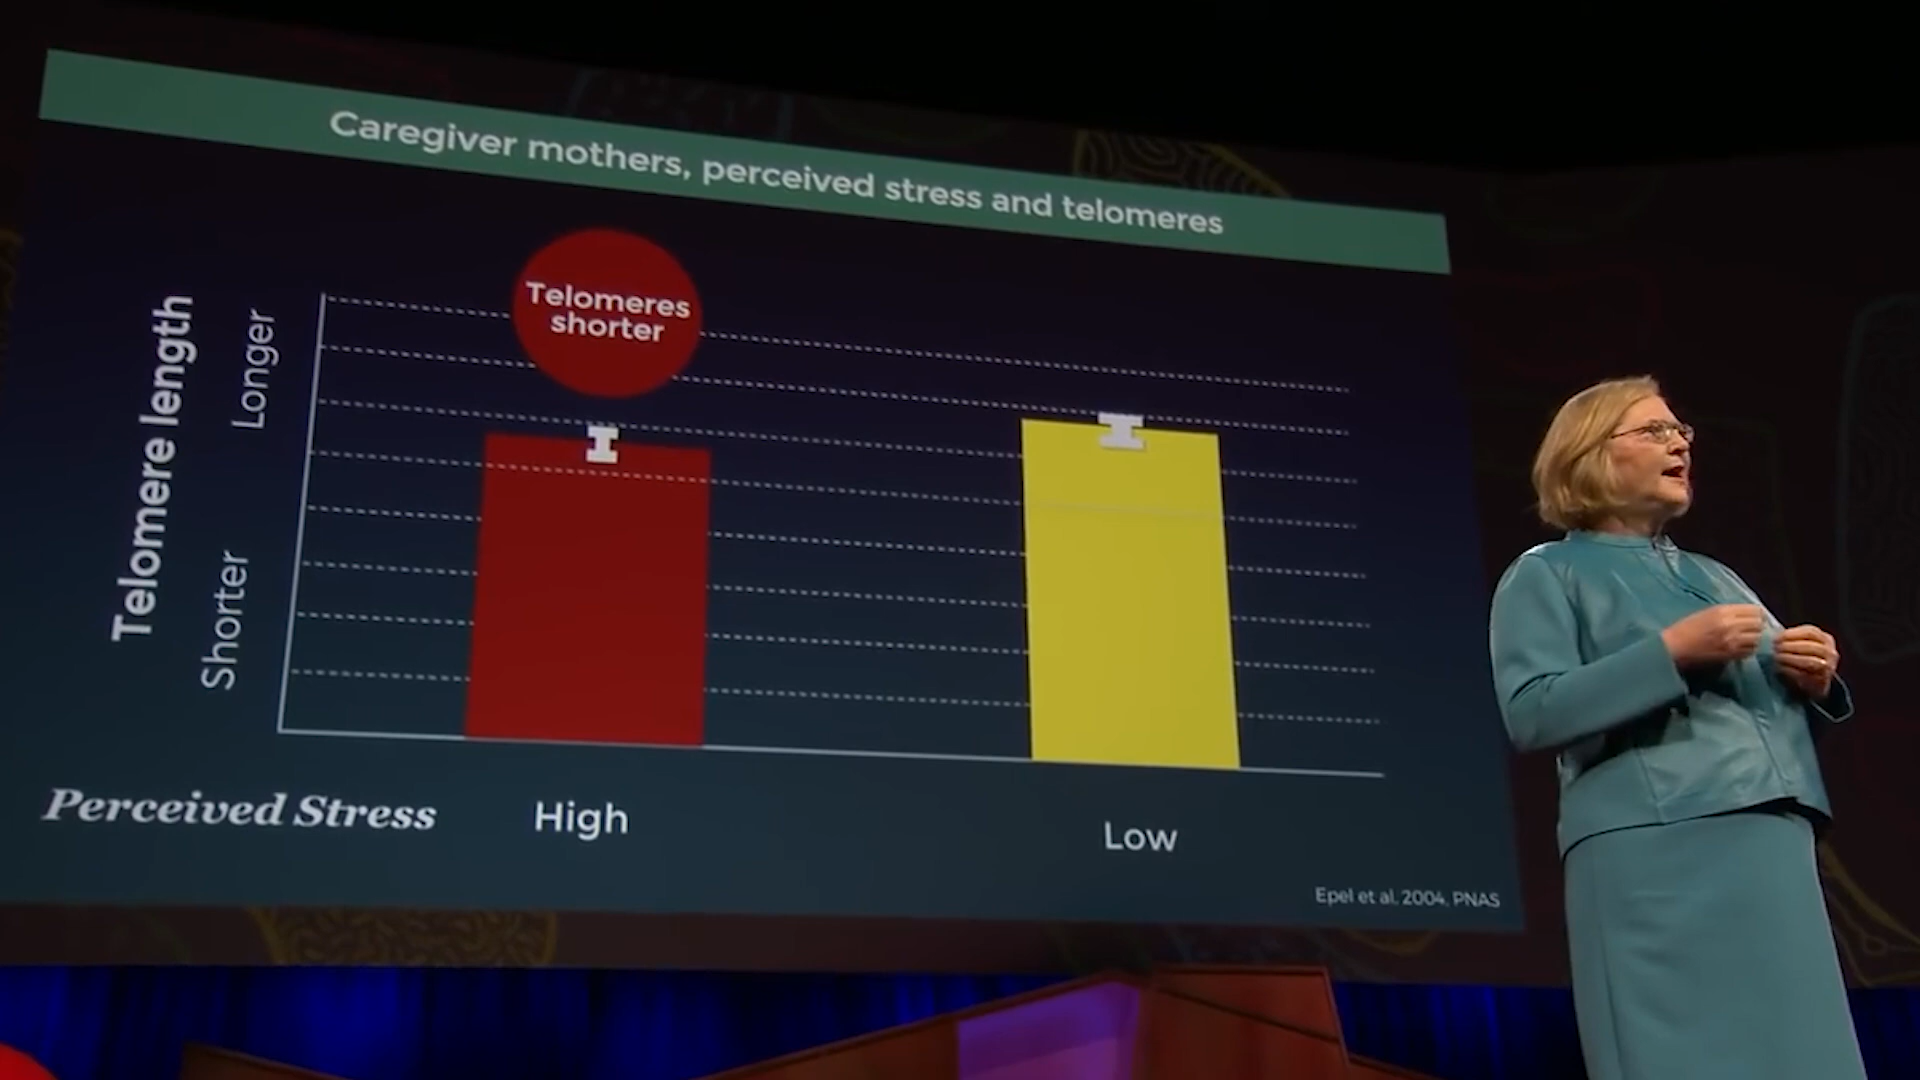 Caregiver mothers, perceived stress and telomeres
Telomeres
shorter
Telomere length
Longer
Shorter
Perceived Stress
High
Low
Epel et al. 2004, PNAS